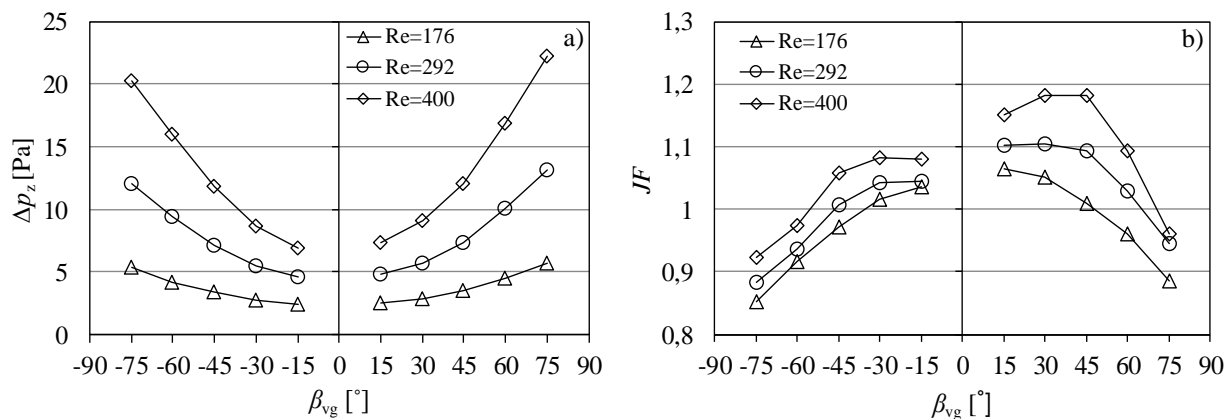 a)
Re=176
Re=292
Re=400
Δp_z [Pa]
25
20
15
10
5
0
-90 -75 -60 -45 -30 -15 0 15 30 45 60 75 90
β_vg [°]
b)
Re=176
Re=292
Re=400
JF
1,3
1,2
1,1
1
0,9
0,8
-90 -75 -60 -45 -30 -15 0 15 30 45 60 75 90
β_vg [°]